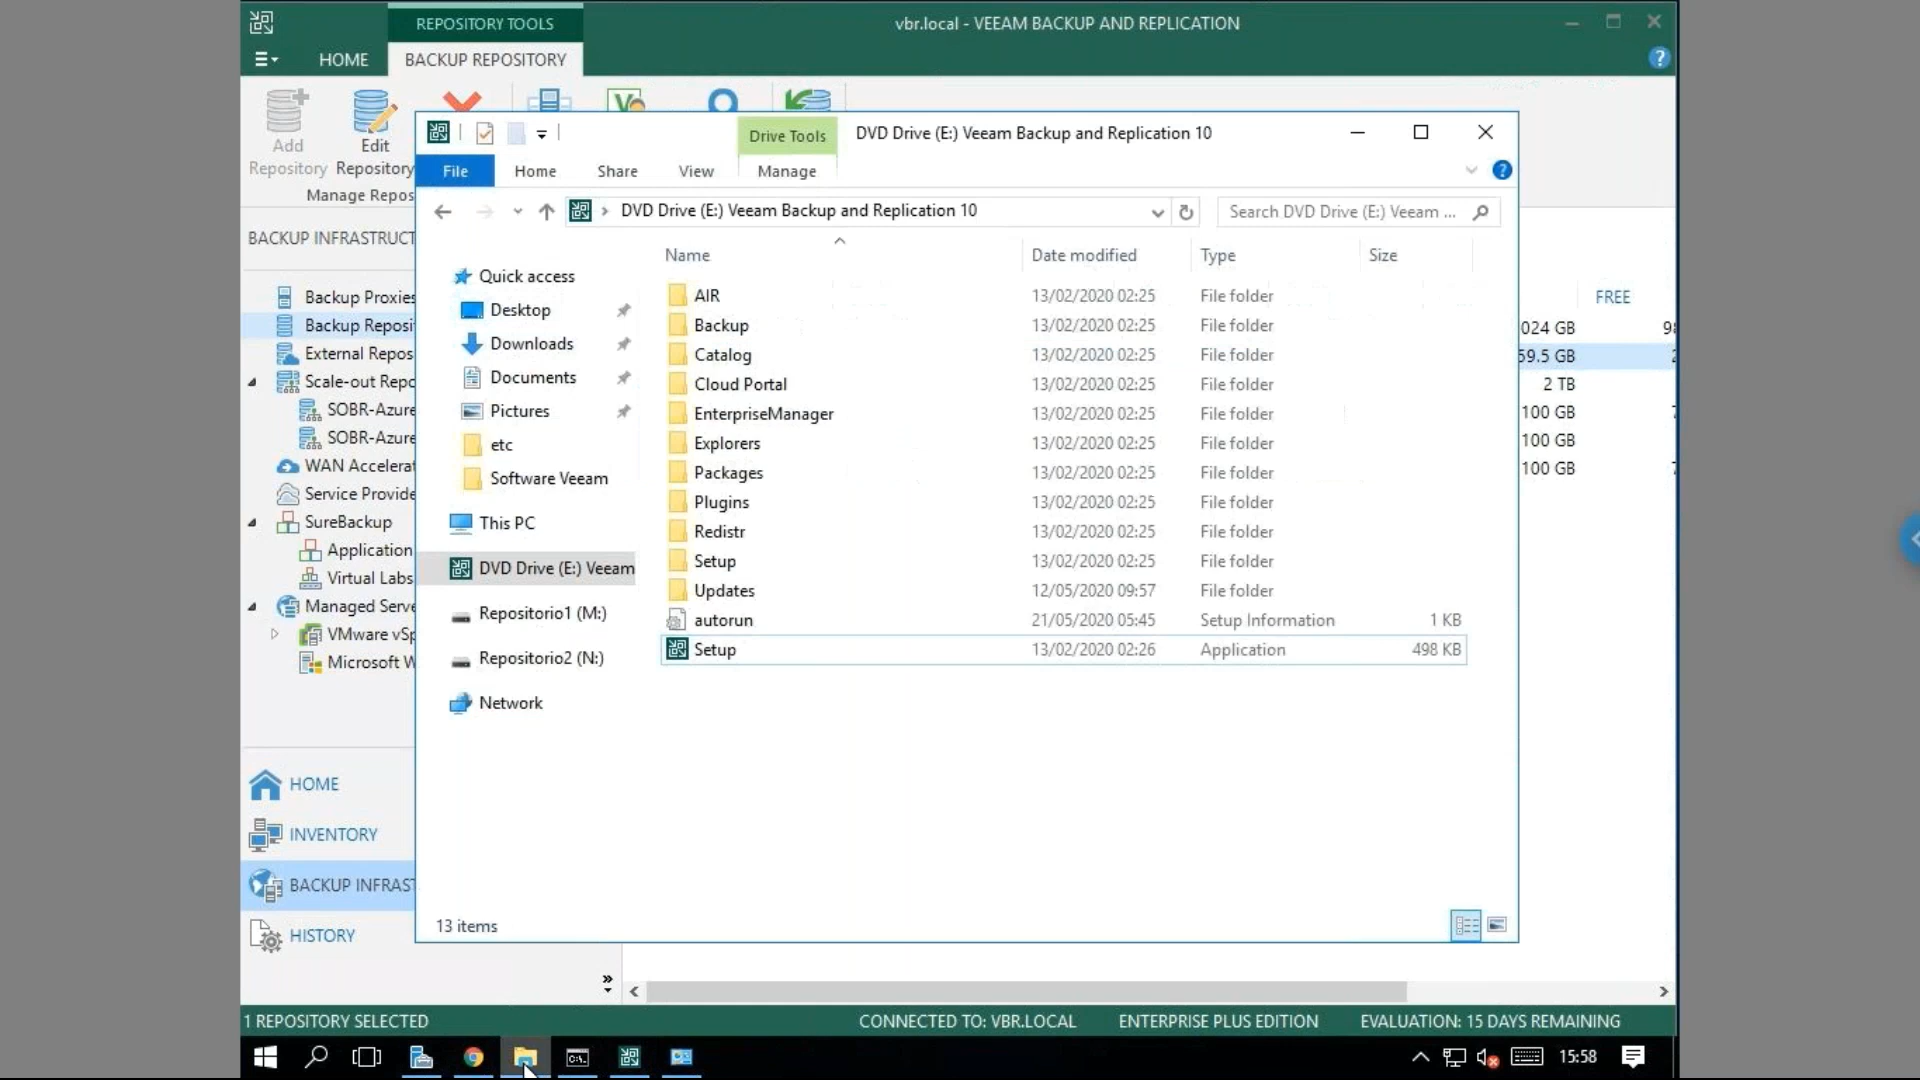 REPOSITORY TOOLS
vbr.local - VEEAM BACKUP AND REPLICATION
HOME
BACKUP REPOSITORY
Add
Repository
Edit
Repository
Manage Repos
BACKUP INFRASTRUCT
Backup Proxies
Backup Reposi
External Repos
Scale-out Repo
SOBR-Azure
SOBR-Azure
WAN Accelerat
Service Provide
SureBackup
Application
Virtual Labs
Managed Serve
VMware vSp
Microsoft W
HOME
INVENTORY
BACKUP INFRAST
HISTORY
Drive Tools
DVD Drive (E:) Veeam Backup and Replication 10
File
Home
Share
View
Manage
DVD Drive (E:) Veeam Backup and Replication 10
Search DVD Drive (E:) Veeam ...
Quick access
Desktop
Downloads
Documents
Pictures
etc
Software Veeam
This PC
DVD Drive (E:) Veeam
Repositorio1 (M:)
Repositorio2 (N:)
Network
Name Date modified Type Size
AIR 13/02/2020 02:25 File folder
Backup 13/02/2020 02:25 File folder
Catalog 13/02/2020 02:25 File folder
Cloud Portal 13/02/2020 02:25 File folder
EnterpriseManager 13/02/2020 02:25 File folder
Explorers 13/02/2020 02:25 File folder
Packages 13/02/2020 02:25 File folder
Plugins 13/02/2020 02:25 File folder
Redistr 13/02/2020 02:25 File folder
Setup 13/02/2020 02:25 File folder
Updates 12/05/2020 09:57 File folder
autorun 21/05/2020 05:45 Setup Information 1 KB
Setup 13/02/2020 02:26 Application 498 KB
13 items
FREE
024 GB
59.5 GB
2 TB
100 GB
100 GB
100 GB
1 REPOSITORY SELECTED
CONNECTED TO: VBR.LOCAL
ENTERPRISE PLUS EDITION
EVALUATION: 15 DAYS REMAINING
15:58